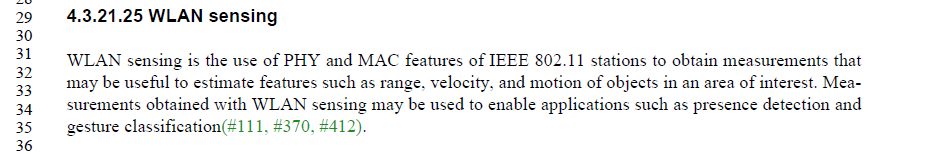 29 4.3.21.25 WLAN sensing
30
31 WLAN sensing is the use of PHY and MAC features of IEEE 802.11 stations to obtain measurements that
32 may be useful to estimate features such as range, velocity, and motion of objects in an area of interest. Mea-
33
34 surements obtained with WLAN sensing may be used to enable applications such as presence detection and
35 gesture classification(#111, #370, #412).
36